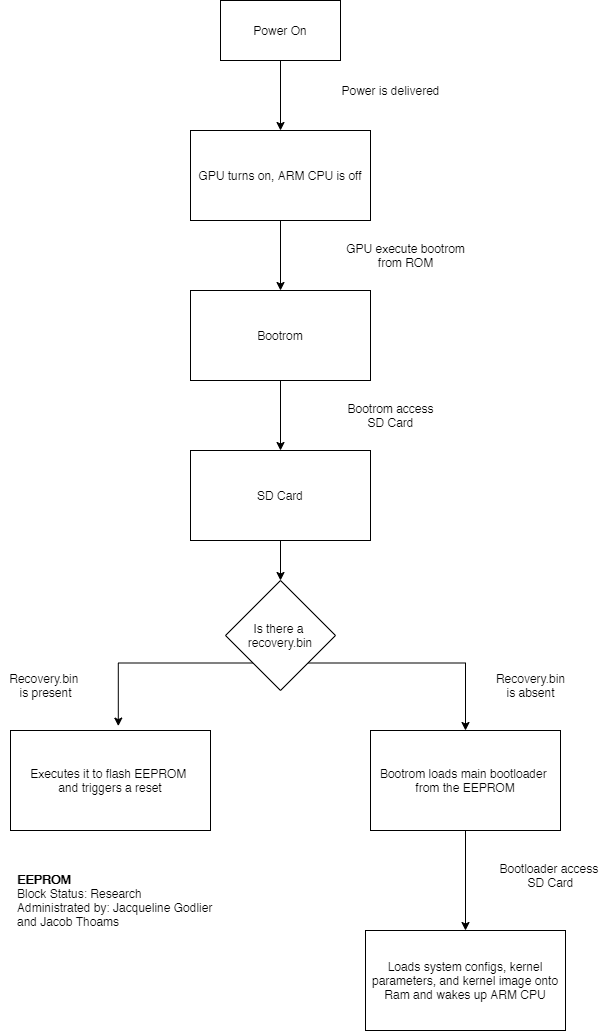 Power On
Power is delivered
GPU turns on, ARM CPU is off
GPU execute bootrom
from ROM
Bootrom
Bootrom access
SD Card
SD Card
Is there a
recovery.bin
Recovery.bin
is present
Recovery.bin
is absent
Executes it to flash EEPROM
and triggers a reset
Bootrom loads main bootloader
from the EEPROM
EEPROM
Block Status: Research
Administrated by: Jacqueline Godlier
and Jacob Thoams
Bootloader access
SD Card
Loads system configs, kernel
parameters, and kernel image onto
Ram and wakes up ARM CPU